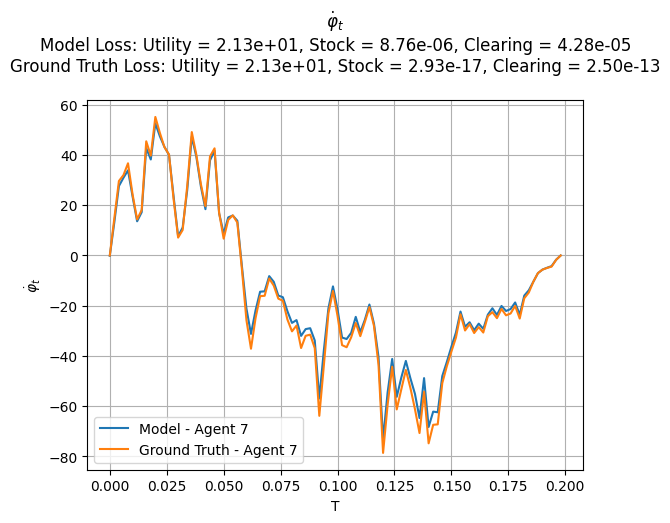 φ̇ₜ
Model Loss: Utility = 2.13e+01, Stock = 8.76e-06, Clearing = 4.28e-05
Ground Truth Loss: Utility = 2.13e+01, Stock = 2.93e-17, Clearing = 2.50e-13
60
40
20
0
−20
−40
−60
−80
φ̇ₜ
Model - Agent 7
Ground Truth - Agent 7
0.000 0.025 0.050 0.075 0.100 0.125 0.150 0.175 0.200
T